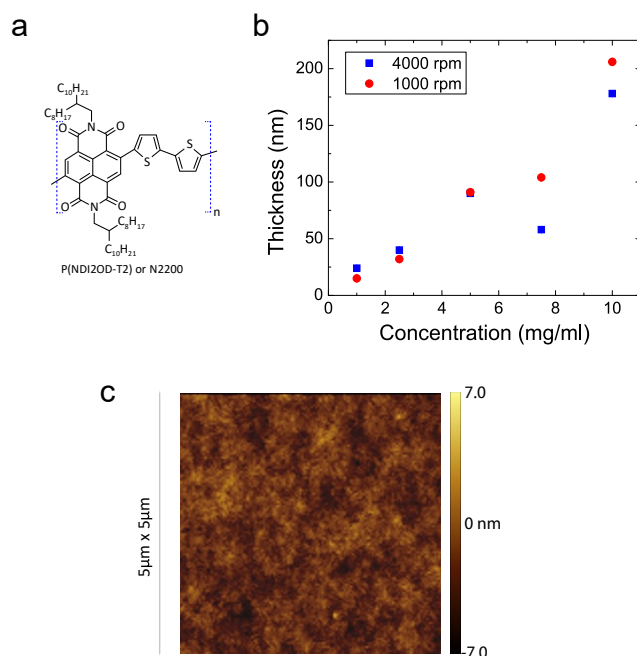 a
C10H21
C8H17
O
N
O
S
S
O
N
O
C8H17
C10H21
n
P(NDI2OD-T2) or N2200
b
4000 rpm
1000 rpm
200
150
100
50
0
Thickness (nm)
0 2 4 6 8 10
Concentration (mg/ml)
c
5µm x 5µm
7.0
0 nm
-7.0